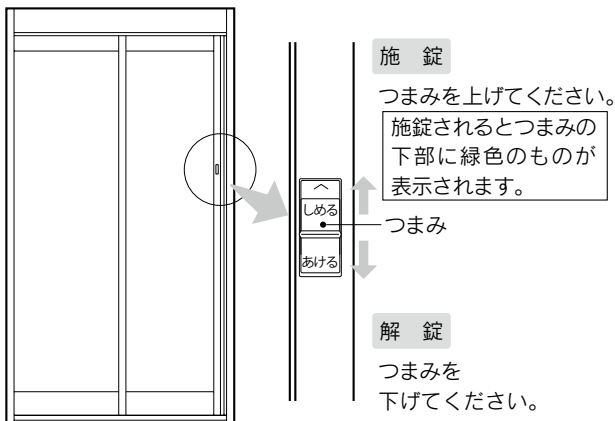 施 錠
つまみを上げてください。
施錠されるとつまみの
下部に緑色のものが
表示されます。
しめる
つまみ
あける
解 錠
つまみを
下げてください。